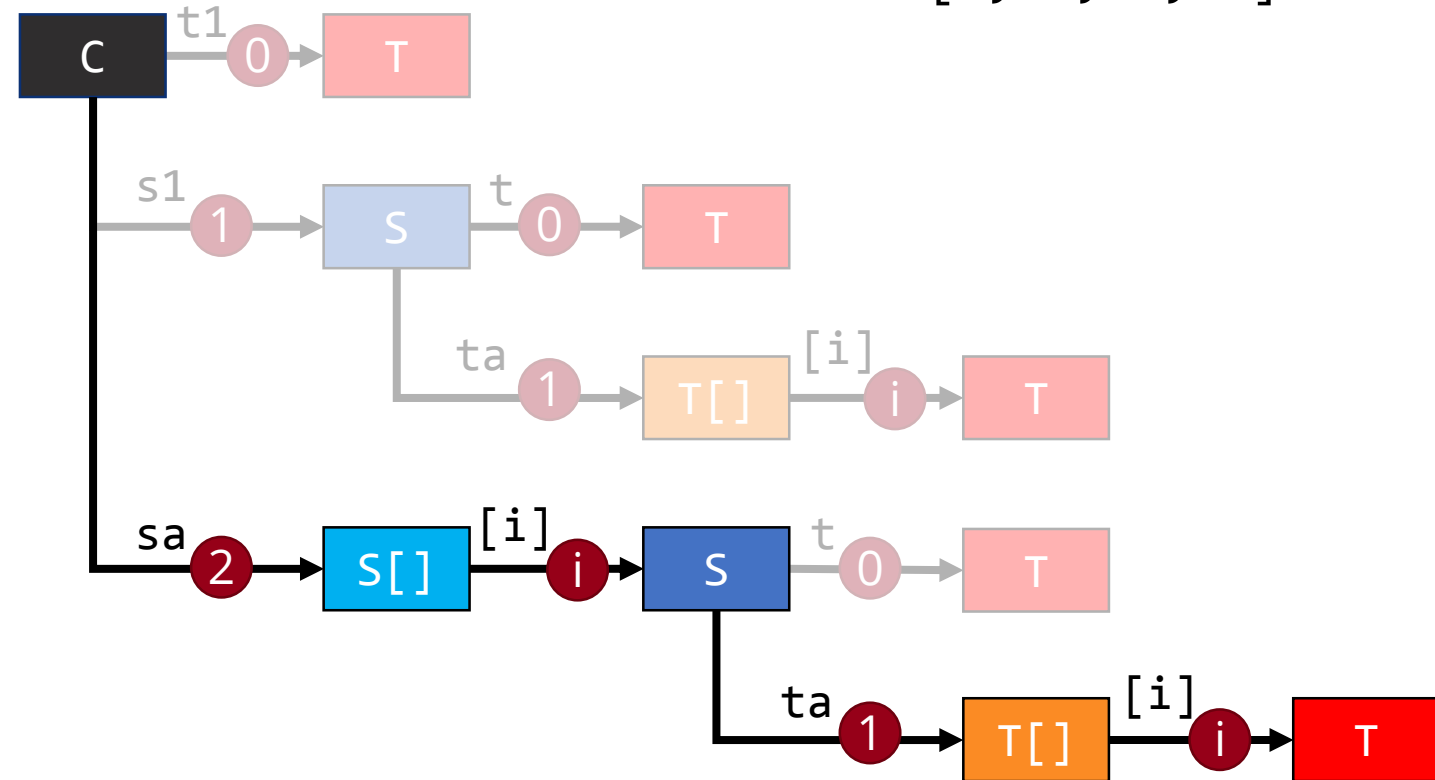 t1
C 0 T
s1 t
1 S 0 T
ta [i]
1 T[] i T
sa [i] t
2 S[] i S 0 T
ta [i]
1 T[] i T